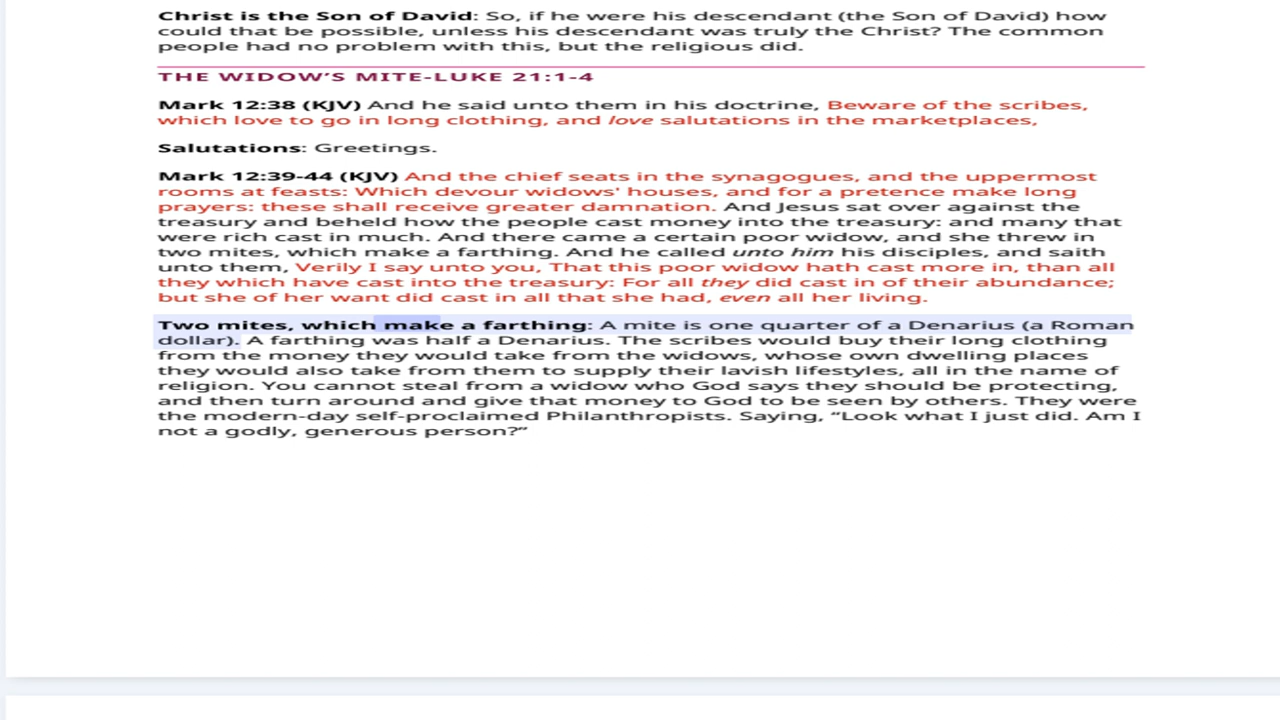 Christ is the Son of David: So, if he were his descendant (the Son of David) how
could that be possible, unless his descendant was truly the Christ? The common
people had no problem with this, but the religious did.
THE WIDOW’S MITE-LUKE 21:1-4
Mark 12:38 (KJV) And he said unto them in his doctrine, Beware of the scribes,
which love to go in long clothing, and love salutations in the marketplaces,
Salutations: Greetings.
Mark 12:39-44 (KJV) And the chief seats in the synagogues, and the uppermost
rooms at feasts: Which devour widows' houses, and for a pretence make long
prayers: these shall receive greater damnation. And Jesus sat over against the
treasury and beheld how the people cast money into the treasury: and many that
were rich cast in much. And there came a certain poor widow, and she threw in
two mites, which make a farthing. And he called unto him his disciples, and saith
unto them, Verily I say unto you, That this poor widow hath cast more in, than all
they which have cast into the treasury: For all they did cast in of their abundance;
but she of her want did cast in all that she had, even all her living.
Two mites, which make a farthing: A mite is one quarter of a Denarius (a Roman
dollar). A farthing was half a Denarius. The scribes would buy their long clothing
from the money they would take from the widows, whose own dwelling places
they would also take from them to supply their lavish lifestyles, all in the name of
religion. You cannot steal from a widow who God says they should be protecting,
and then turn around and give that money to God to be seen by others. They were
the modern-day self-proclaimed Philanthropists. Saying, “Look what I just did. Am I
not a godly, generous person?”